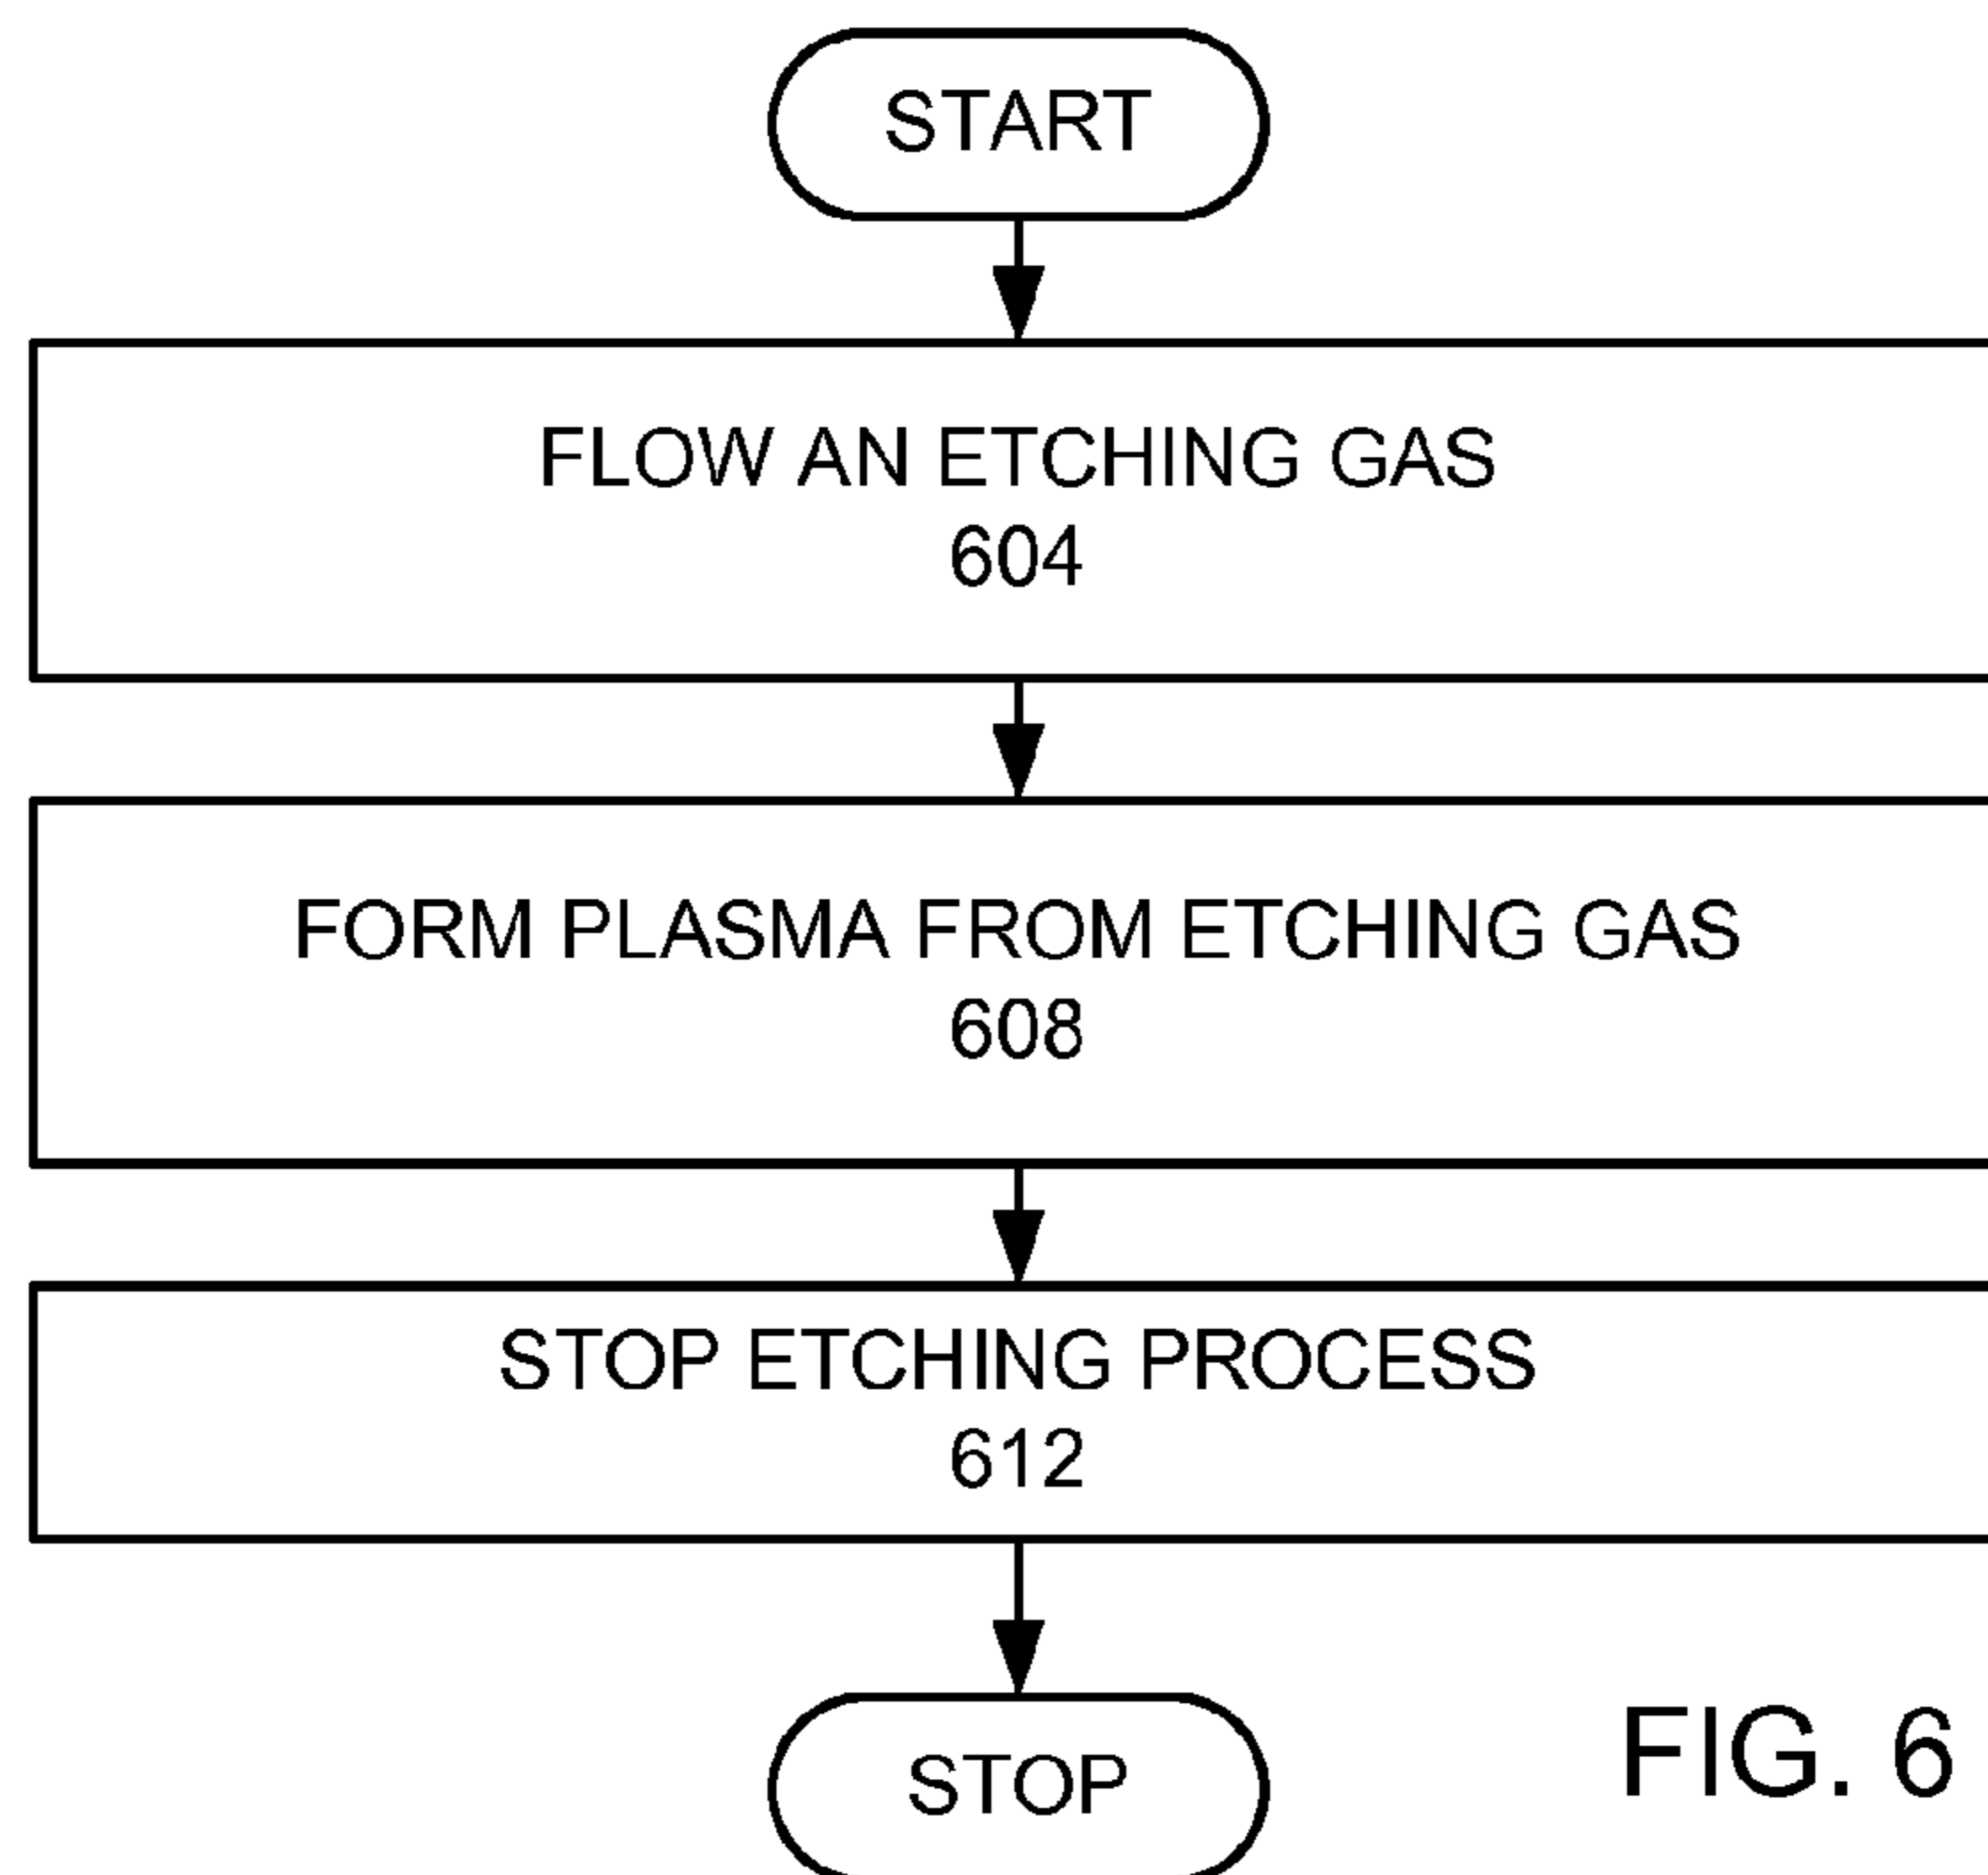 START
FLOW AN ETCHING GAS
604
FORM PLASMA FROM ETCHING GAS
608
STOP ETCHING PROCESS
612
STOP
FIG. 6